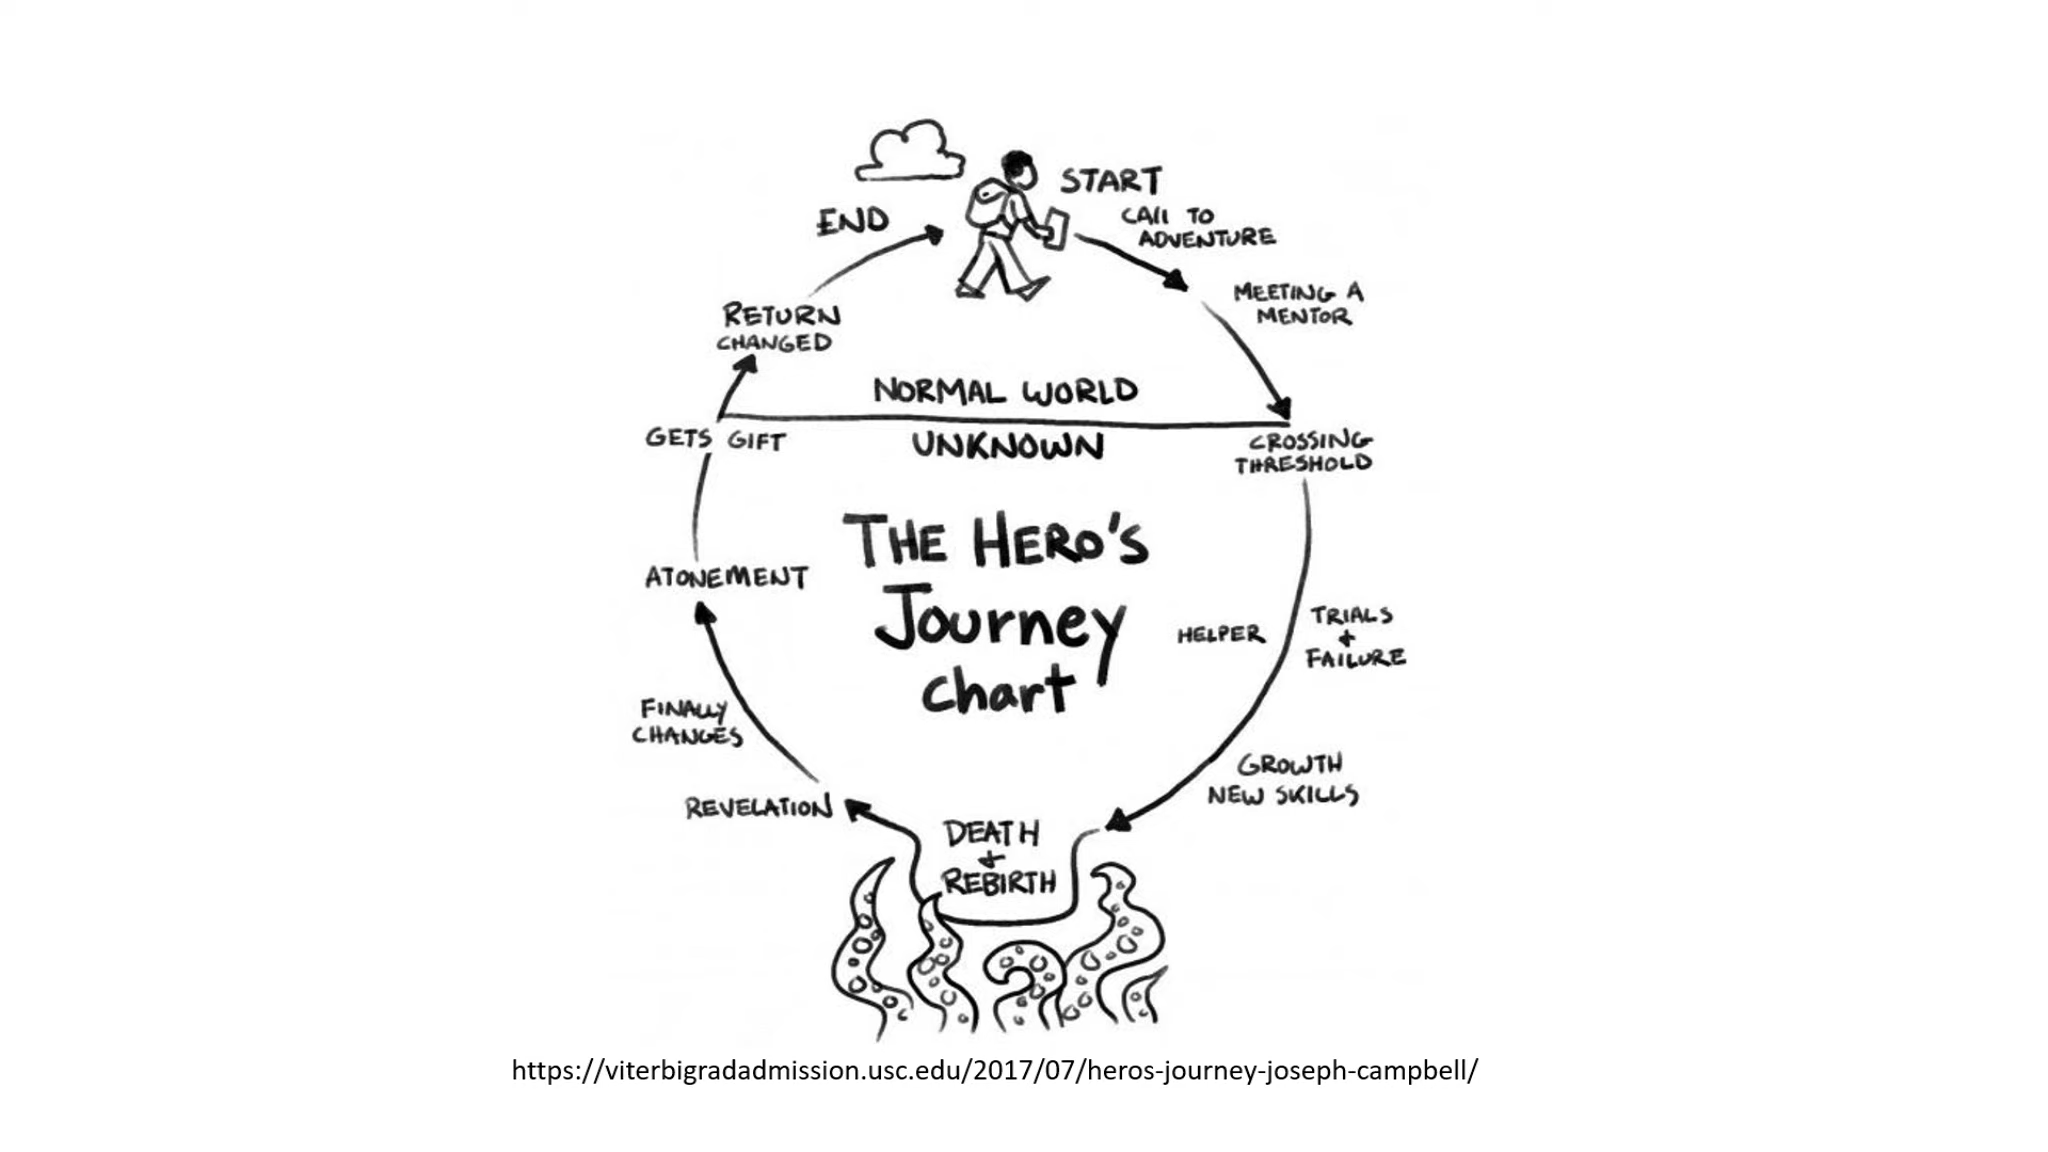 START
CALL TO
ADVENTURE
END
MEETING A
MENTOR
RETURN
CHANGED
NORMAL WORLD
UNKNOWN
GETS GIFT
CROSSING
THRESHOLD
THE HERO'S
Journey
chart
ATONEMENT
HELPER
TRIALS
+
FAILURE
FINALLY
CHANGES
GROWTH
NEW SKILLS
REVELATION
DEATH
+
REBIRTH
https://viterbigradadmission.usc.edu/2017/07/heros-journey-joseph-campbell/